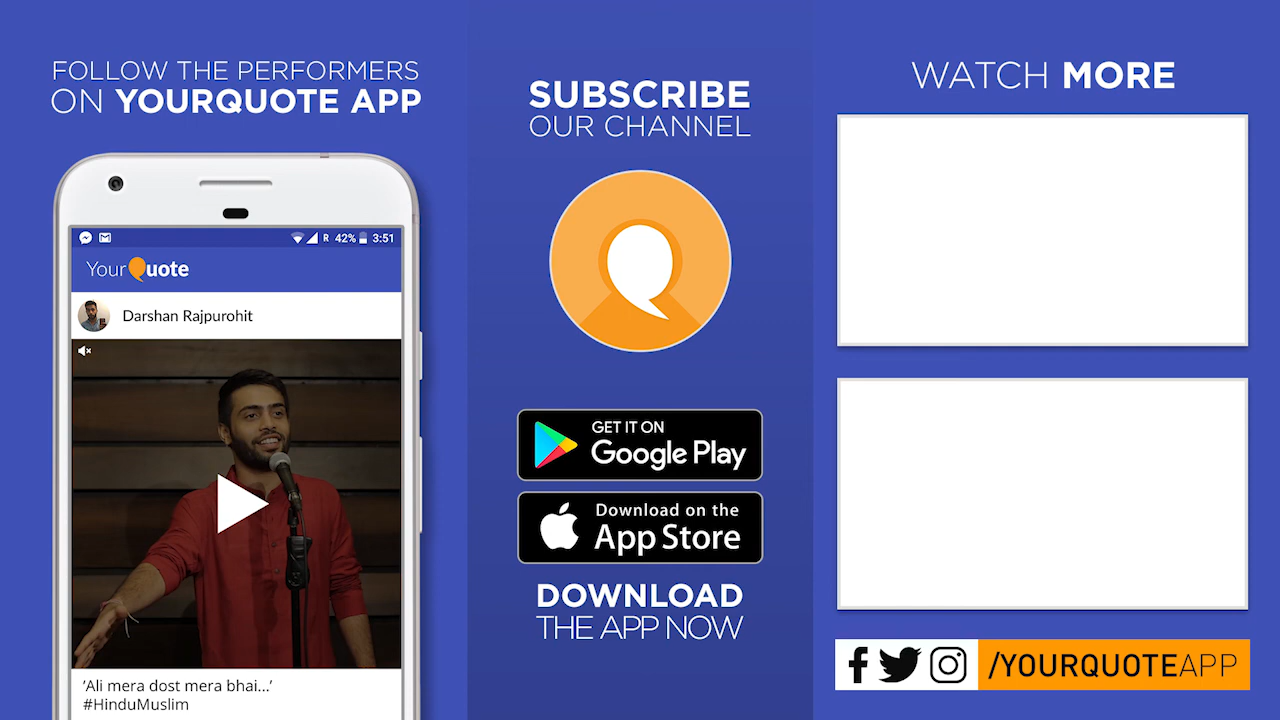 FOLLOW THE PERFORMERS
ON YOURQUOTE APP
R 42% 3:51
YourQuote
Darshan Rajpurohit
‘Ali mera dost mera bhai...’
#HinduMuslim
SUBSCRIBE
OUR CHANNEL
GET IT ON
Google Play
Download on the
App Store
DOWNLOAD
THE APP NOW
WATCH MORE
/YOURQUOTEAPP